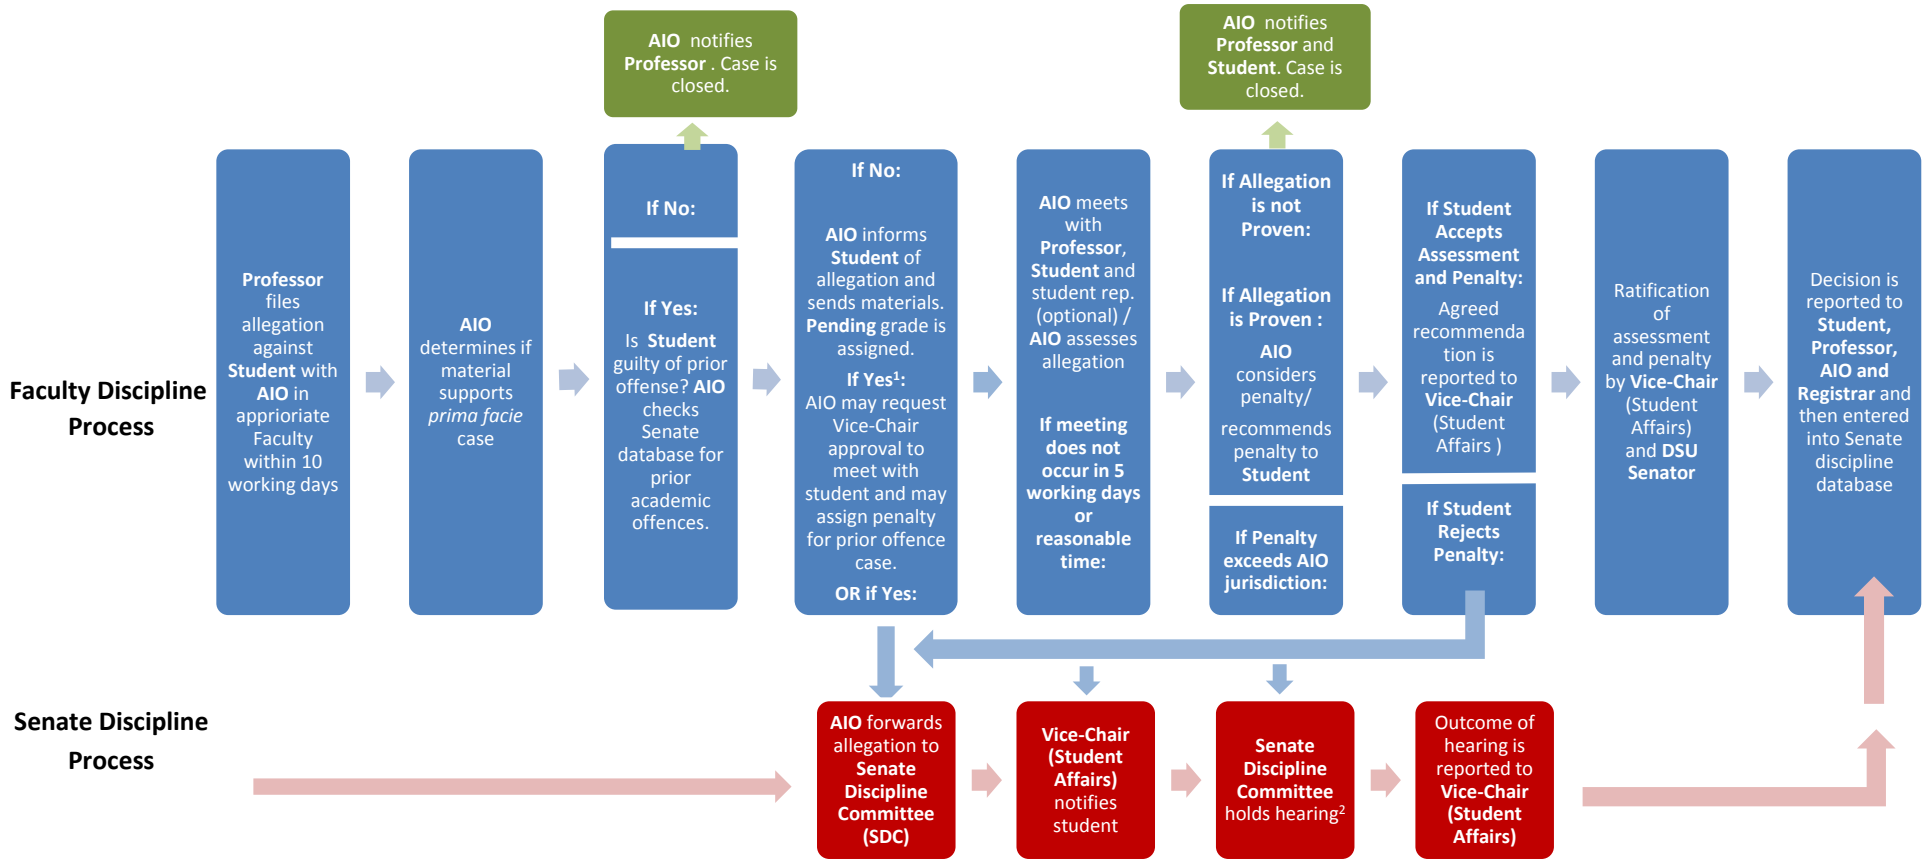 AIO notifies
Professor . Case is
closed.
AIO notifies
Professor and
Student. Case is
closed.
Faculty Discipline
Process
Professor
files
allegation
against
Student with
AIO in
apprioriate
Faculty
within 10
working days
AIO
determines if
material
supports
prima facie
case
If No:
If Yes:
Is Student
guilty of prior
offense? AIO
checks
Senate
database for
prior
academic
offences.
If No:
AIO informs
Student of
allegation and
sends materials.
Pending grade is
assigned.
If Yes¹:
AIO may request
Vice-Chair
approval to
meet with
student and may
assign penalty
for prior offence
case.
OR if Yes:
AIO meets
with
Professor,
Student and
student rep.
(optional) /
AIO assesses
allegation
If meeting
does not
occur in 5
working days
or
reasonable
time:
If Allegation
is not
Proven:
If Allegation
is Proven :
AIO
considers
penalty/
recommends
penalty to
Student
If Penalty
exceeds AIO
jurisdiction:
If Student
Accepts
Assessment
and Penalty:
Agreed
recommenda
tion is
reported to
Vice-Chair
(Student
Affairs )
If Student
Rejects
Penalty:
Ratification
of
assessment
and penalty
by Vice-Chair
(Student
Affairs)
and DSU
Senator
Decision is
reported to
Student,
Professor,
AIO and
Registrar and
then entered
into Senate
discipline
database
Senate Discipline
Process
AIO forwards
allegation to
Senate
Discipline
Committee
(SDC)
Vice-Chair
(Student
Affairs)
notifies
student
Senate
Discipline
Committee
holds hearing²
Outcome of
hearing is
reported to
Vice-Chair
(Student
Affairs)